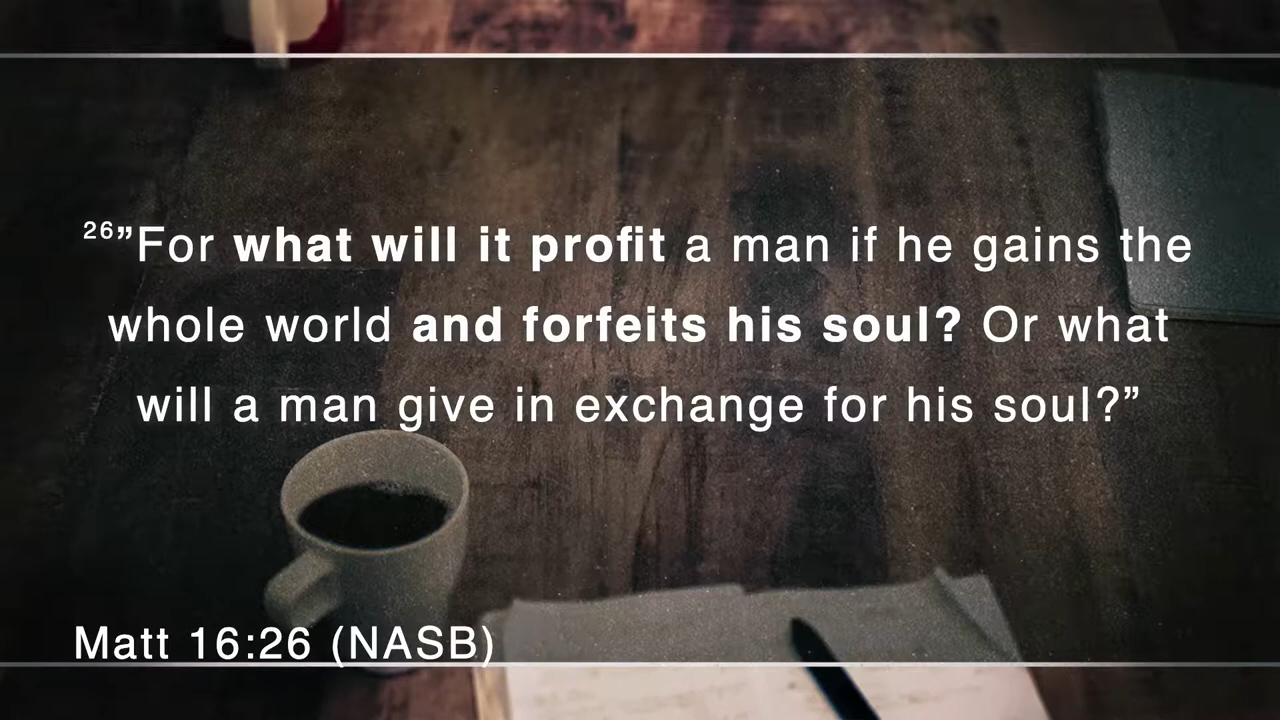 26”For what will it profit a man if he gains the
whole world and forfeits his soul? Or what
will a man give in exchange for his soul?”
Matt 16:26 (NASB)